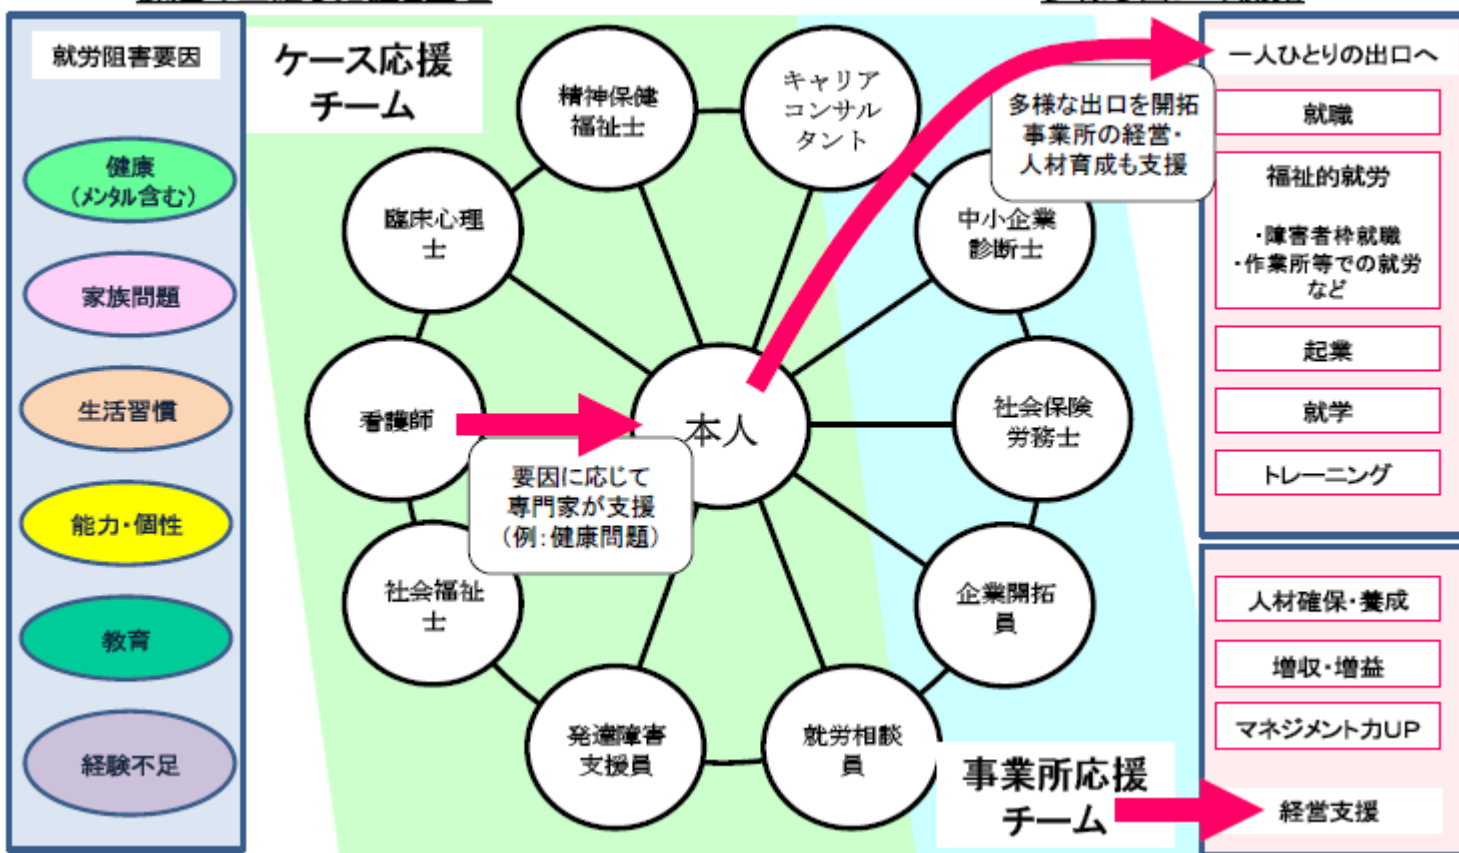 就労阻害要因
健康
(メンタル含む)
家族問題
生活習慣
能力・個性
教育
経験不足
ケース応援
チーム
精神保健
福祉士
キャリア
コンサル
タント
臨床心理
士
中小企業
診断士
看護師
本人
社会保険
労務士
要因に応じて
専門家が支援
(例:健康問題)
社会福祉
士
企業開拓
員
発達障害
支援員
就労相談
員
多様な出口を開拓
事業所の経営・
人材育成も支援
事業所応援
チーム
一人ひとりの出口へ
就職
福祉的就労
・障害者枠就職
・作業所等での就労
など
起業
就学
トレーニング
人材確保・養成
増収・増益
マネジメント力UP
経営支援